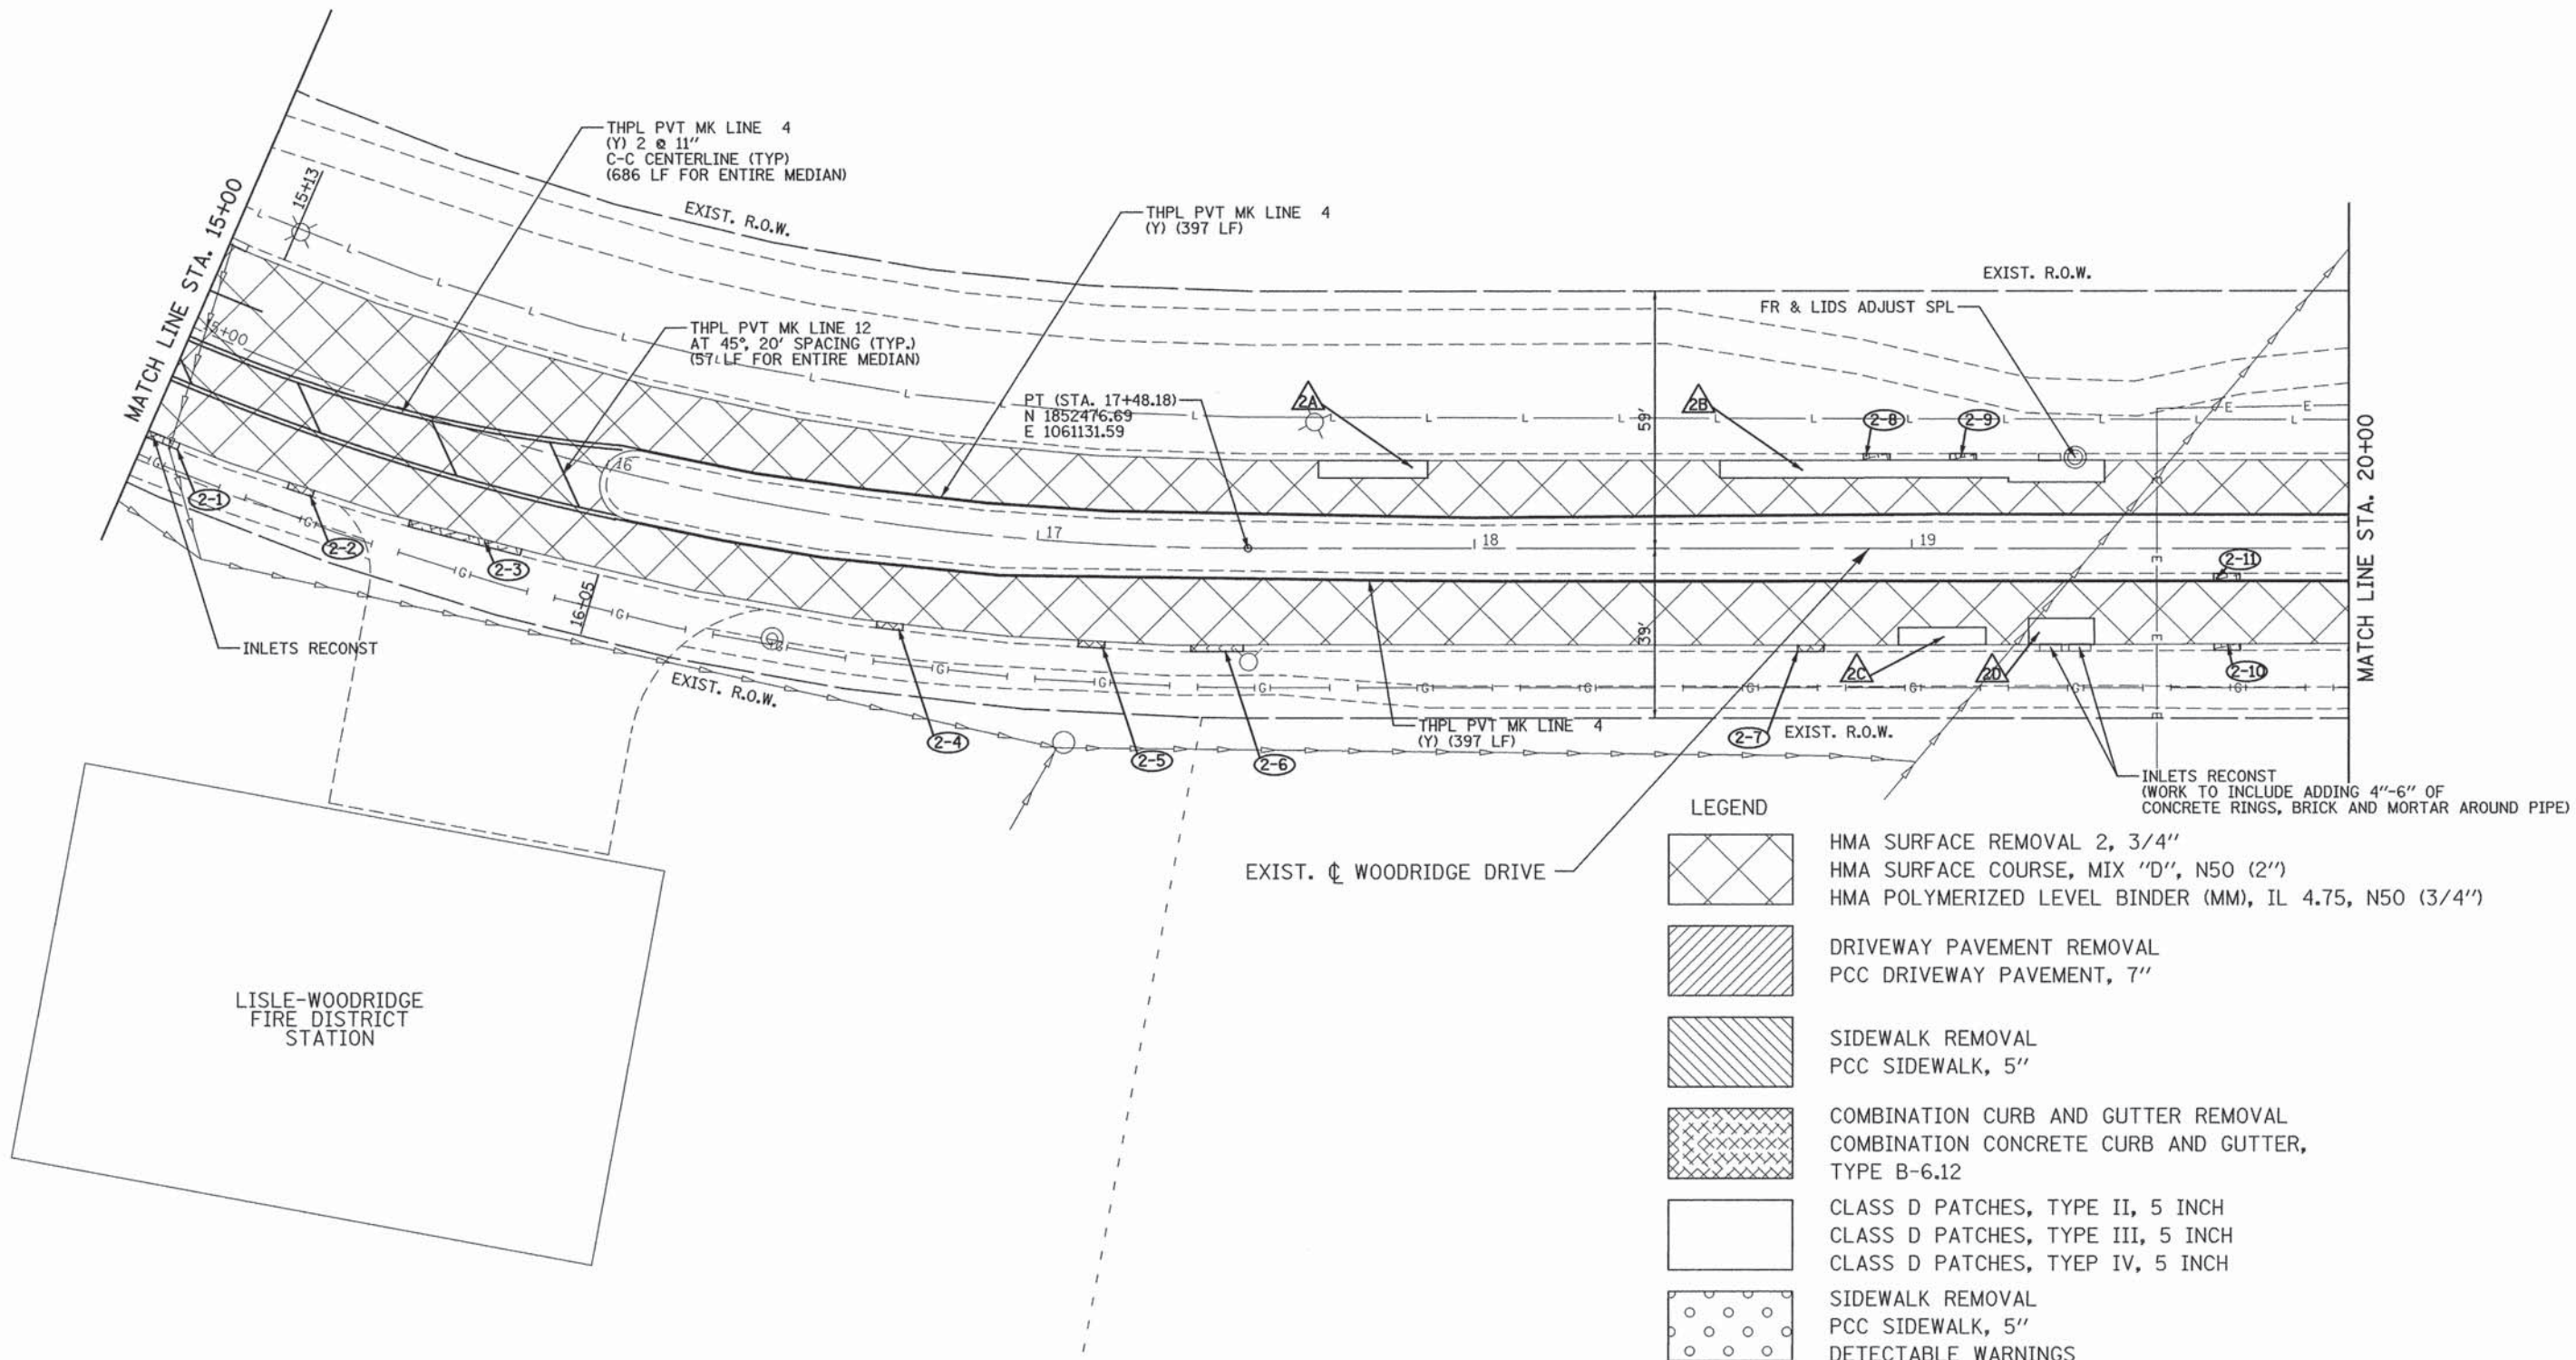 THPL PVT MK LINE 4
(Y) 2 @ 11"
C-C CENTERLINE (TYP)
(686 LF FOR ENTIRE MEDIAN)
MATCH LINE STA. 15+00
15+13
EXIST. R.O.W.
THPL PVT MK LINE 4
(Y) (397 LF)
EXIST. R.O.W.
FR & LIDS ADJUST SPL
THPL PVT MK LINE 12
AT 45°, 20' SPACING (TYP.)
(57 LF FOR ENTIRE MEDIAN)
15+00
PT (STA. 17+48.18)
N 1852476.69
E 1061131.59
2A
2B
59'
2-8
2-9
MATCH LINE STA. 20+00
16
17
18
19
2-1
2-2
2-3
16+05
2-11
INLETS RECONST
39'
2C
2D
2-10
EXIST. R.O.W.
2-4
2-5
2-6
THPL PVT MK LINE 4
(Y) (397 LF)
2-7
EXIST. R.O.W.
INLETS RECONST
(WORK TO INCLUDE ADDING 4"-6" OF
CONCRETE RINGS, BRICK AND MORTAR AROUND PIPE)
EXIST. ℄ WOODRIDGE DRIVE
LISLE-WOODRIDGE
FIRE DISTRICT
STATION
LEGEND
HMA SURFACE REMOVAL 2, 3/4"
HMA SURFACE COURSE, MIX "D", N50 (2")
HMA POLYMERIZED LEVEL BINDER (MM), IL 4.75, N50 (3/4")
DRIVEWAY PAVEMENT REMOVAL
PCC DRIVEWAY PAVEMENT, 7"
SIDEWALK REMOVAL
PCC SIDEWALK, 5"
COMBINATION CURB AND GUTTER REMOVAL
COMBINATION CONCRETE CURB AND GUTTER,
TYPE B-6.12
CLASS D PATCHES, TYPE II, 5 INCH
CLASS D PATCHES, TYPE III, 5 INCH
CLASS D PATCHES, TYEP IV, 5 INCH
SIDEWALK REMOVAL
PCC SIDEWALK, 5"
DETECTABLE WARNINGS